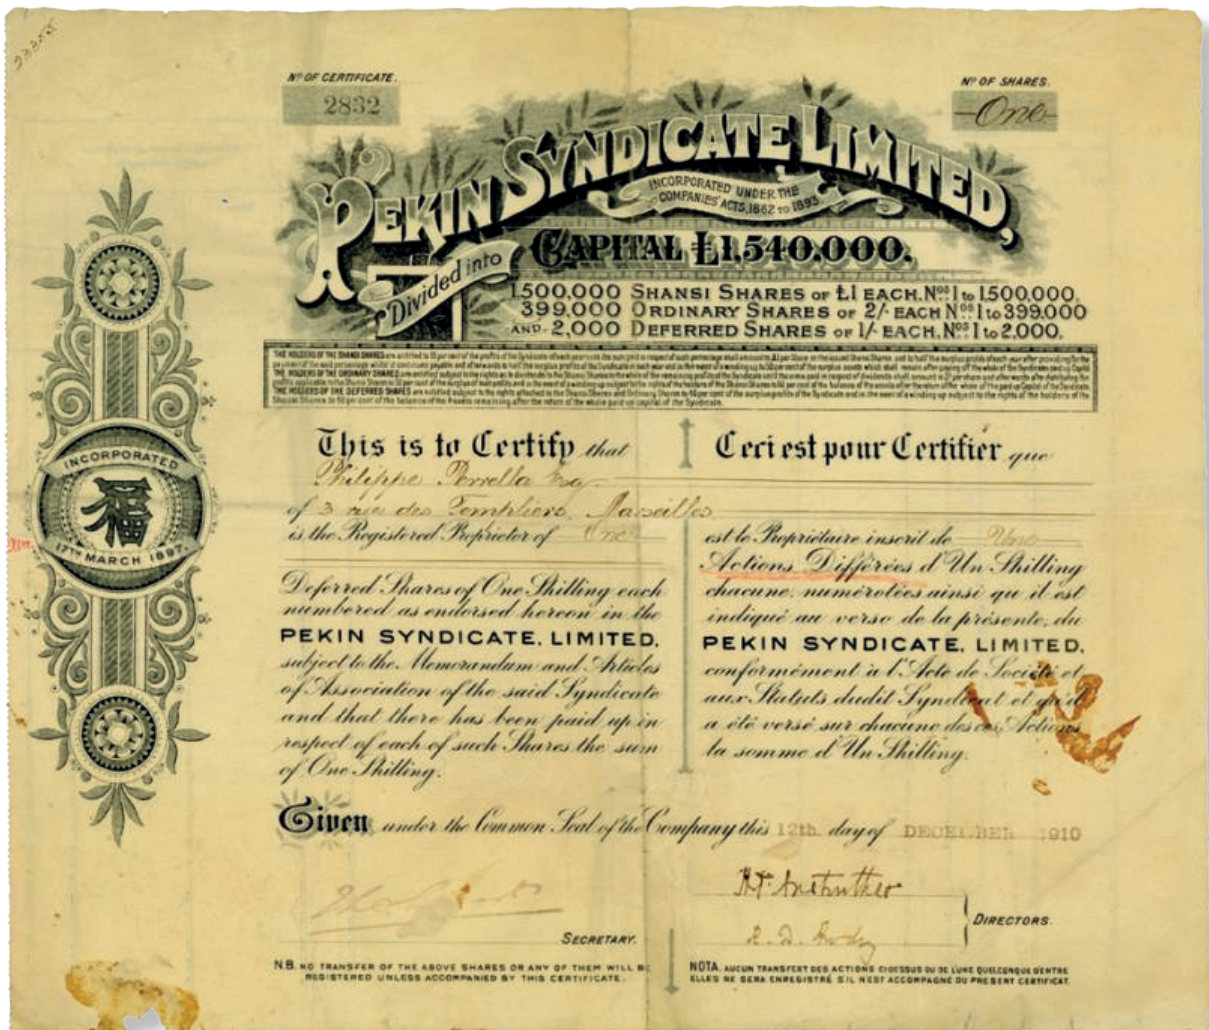 Nº OF CERTIFICATE.
2832
Nº OF SHARES.
One
PEKIN SYNDICATE LIMITED,
INCORPORATED UNDER THE
COMPANIES' ACTS, 1862 to 1893
CAPITAL £1,540,000.
Divided into
1,500,000 SHANSI SHARES OF £1 EACH. Nos 1 to 1,500,000.
399,000 ORDINARY SHARES OF 2/- EACH Nos 1 to 399,000
AND 2,000 DEFERRED SHARES OF 1/- EACH. Nos 1 to 2,000.
This is to Certify that
Philippe Esq.
of 3 rue des Templiers, Marseilles
is the Registered Proprietor of One
Deferred Shares of One Shilling each
numbered as endorsed hereon in the
PEKIN SYNDICATE, LIMITED,
subject to the Memorandum and Articles
of Association of the said Syndicate
and that there has been paid up in
respect of each of such Shares the sum
of One Shilling.
Ceci est pour Certifier que
est le Propriétaire inscrit de Une
Actions Différées d'Un Shilling
chacune, numérotées ainsi qu'il est
indiqué au verso de la présente, du
PEKIN SYNDICATE, LIMITED,
conformément à l'Acte de Société et
aux Statuts dudit Syndicat et qu'il
a été versé sur chacune des ces Actions
la somme d'Un Shilling.
INCORPORATED
福
17TH MARCH 1897.
Given under the Common Seal of the Company this 12th day of DECEMBER 1910
SECRETARY.
DIRECTORS.
N.B. NO TRANSFER OF THE ABOVE SHARES OR ANY OF THEM WILL BE
REGISTERED UNLESS ACCOMPANIED BY THIS CERTIFICATE.
NOTA. AUCUN TRANSFERT DES ACTIONS CI-DESSUS OU DE L'UNE QUELCONQUE D'ENTRE
ELLES NE SERA ENREGISTRÉ S'IL N'EST ACCOMPAGNÉ DU PRÉSENT CERTIFICAT.